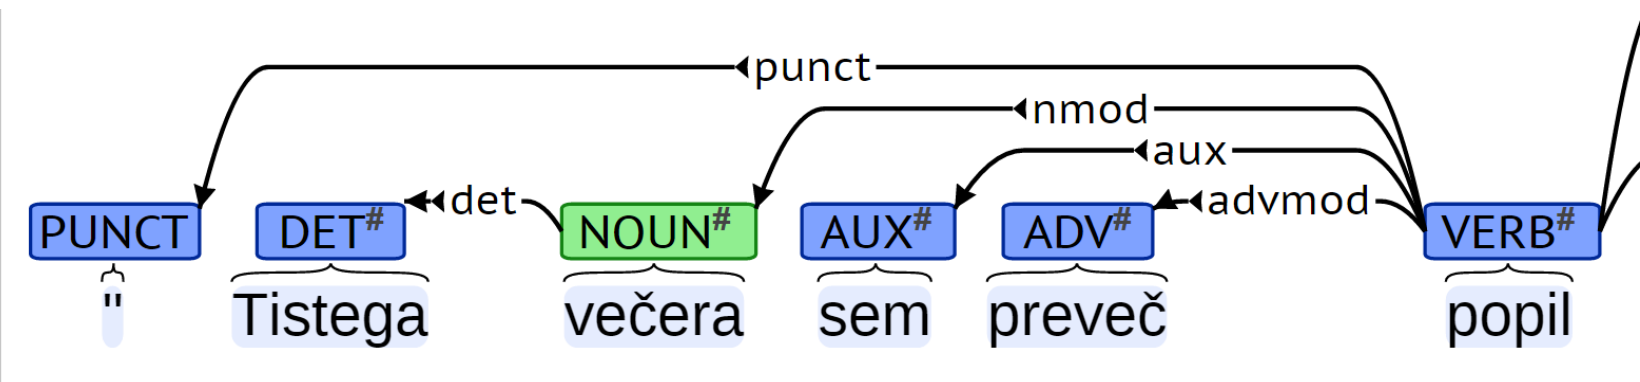 punct
nmod
aux
det advmod
PUNCT DET# NOUN# AUX# ADV# VERB#
" Tistega večera sem preveč popil